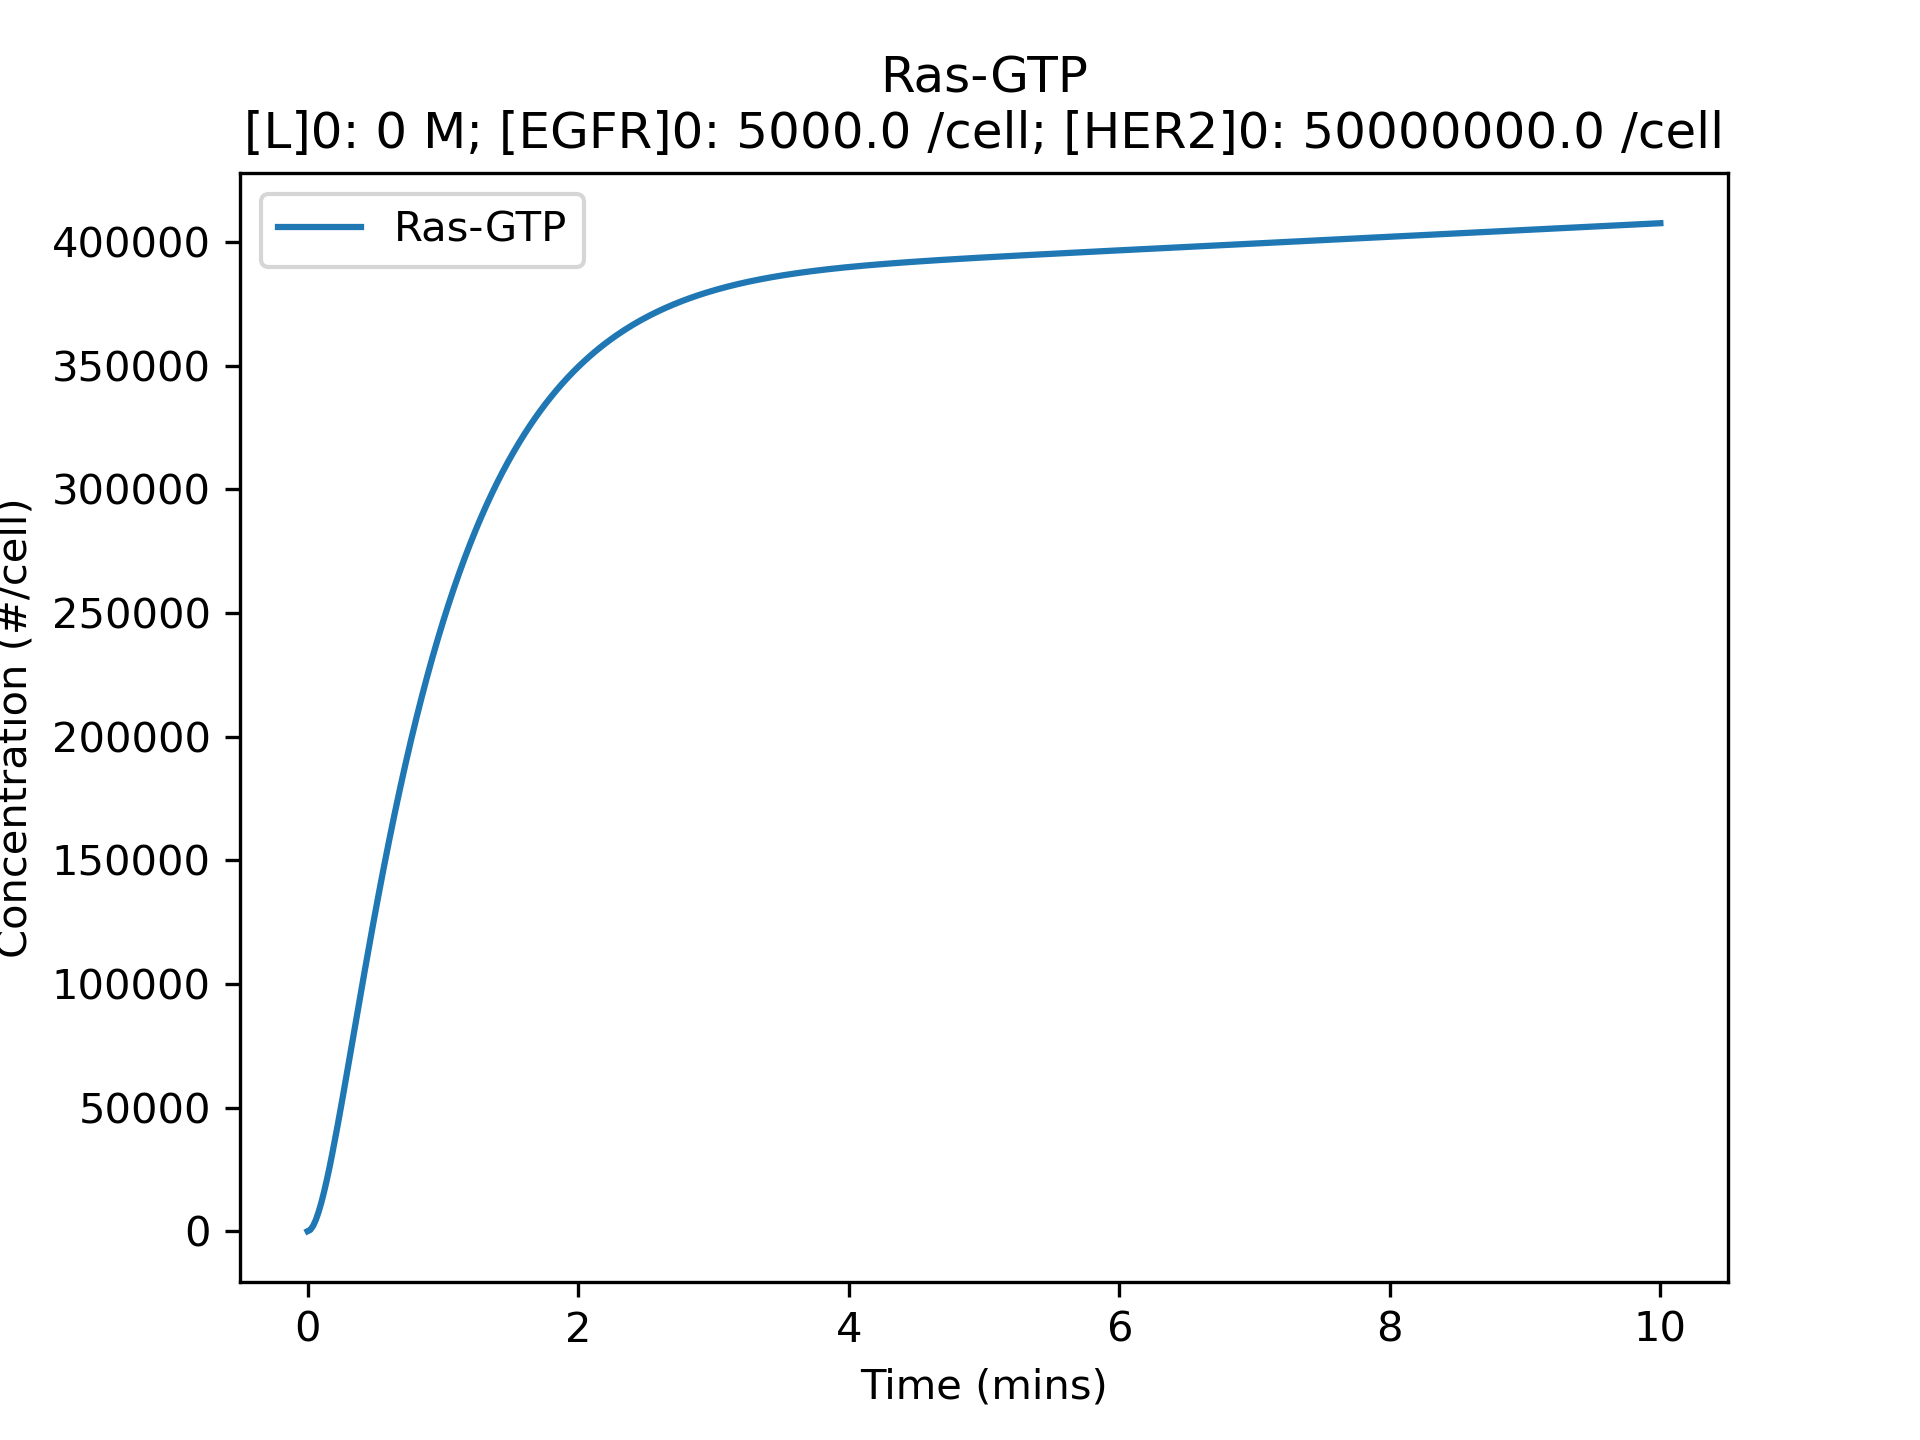 Ras-GTP
[L]0: 0 M; [EGFR]0: 5000.0 /cell; [HER2]0: 50000000.0 /cell
Ras-GTP
400000
350000
300000
250000
200000
150000
100000
50000
0
Concentration (#/cell)
0 2 4 6 8 10
Time (mins)